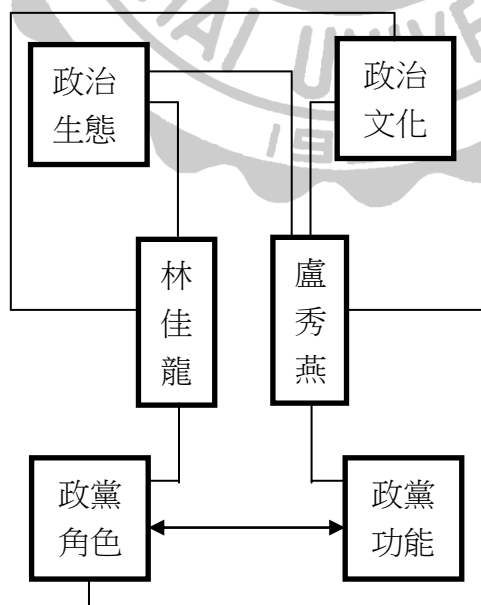 政治
生態
政治
文化
林
佳
龍
盧
秀
燕
政黨
角色
政黨
功能